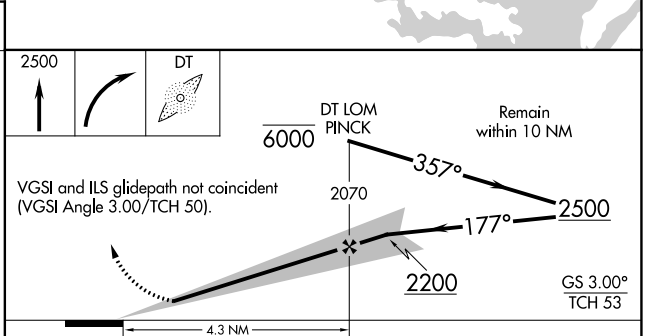 2500
DT
DT LOM
PINCK
6000
Remain
within 10 NM
357°
VGSI and ILS glidepath not coincident
(VGSI Angle 3.00/TCH 50).
2070
2500
177°
2200
GS 3.00°
TCH 53
4.3 NM